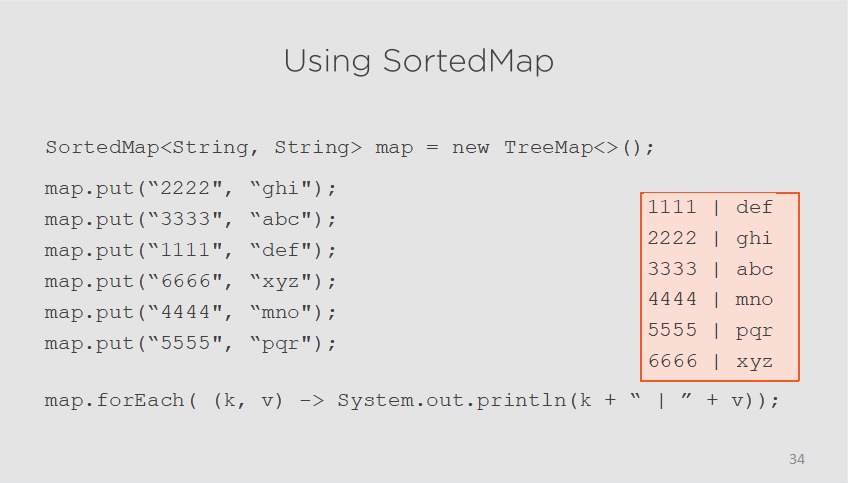 Using SortedMap
SortedMap<String, String> map = new TreeMap<>();
map.put(“2222", “ghi");
map.put(“3333", “abc");
map.put(“1111", “def");
map.put(“6666", “xyz");
map.put(“4444", “mno");
map.put(“5555", “pqr");
1111 | def
2222 | ghi
3333 | abc
4444 | mno
5555 | pqr
6666 | xyz
map.forEach( (k, v) -> System.out.println(k + “ | ” + v));
34